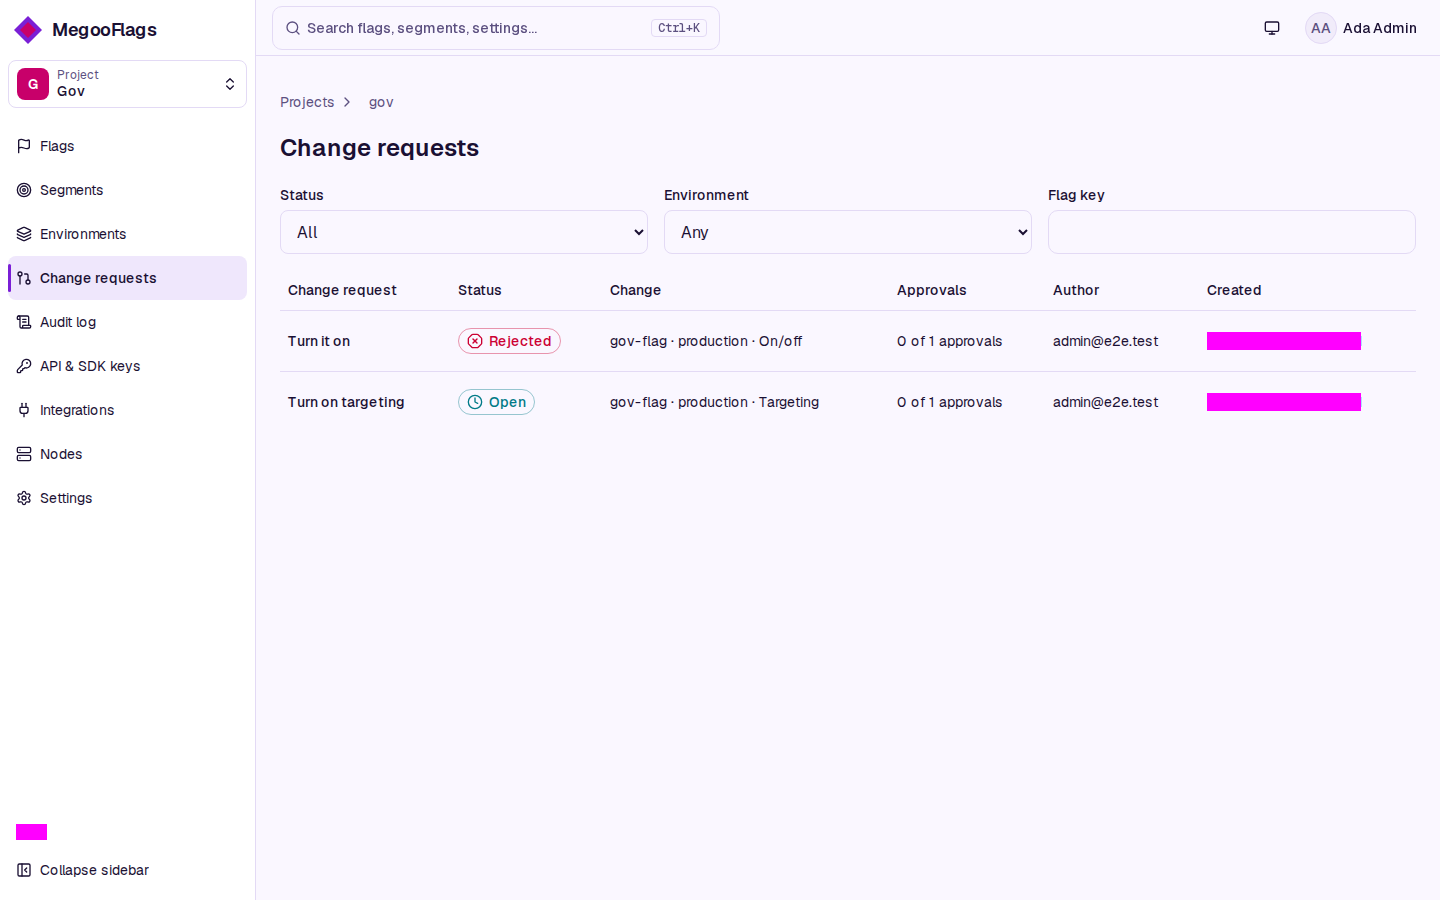 MegooFlags
Search flags, segments, settings...
Ctrl+K
AA
Ada Admin
G
Project
Gov
Flags
Segments
Environments
Change requests
Audit log
API & SDK keys
Integrations
Nodes
Settings
Collapse sidebar
Projects
gov
Change requests
Status
Environment
Flag key
All
Any
Change request Status Change Approvals Author Created
Turn it on Rejected gov-flag · production · On/off 0 of 1 approvals admin@e2e.test
Turn on targeting Open gov-flag · production · Targeting 0 of 1 approvals admin@e2e.test